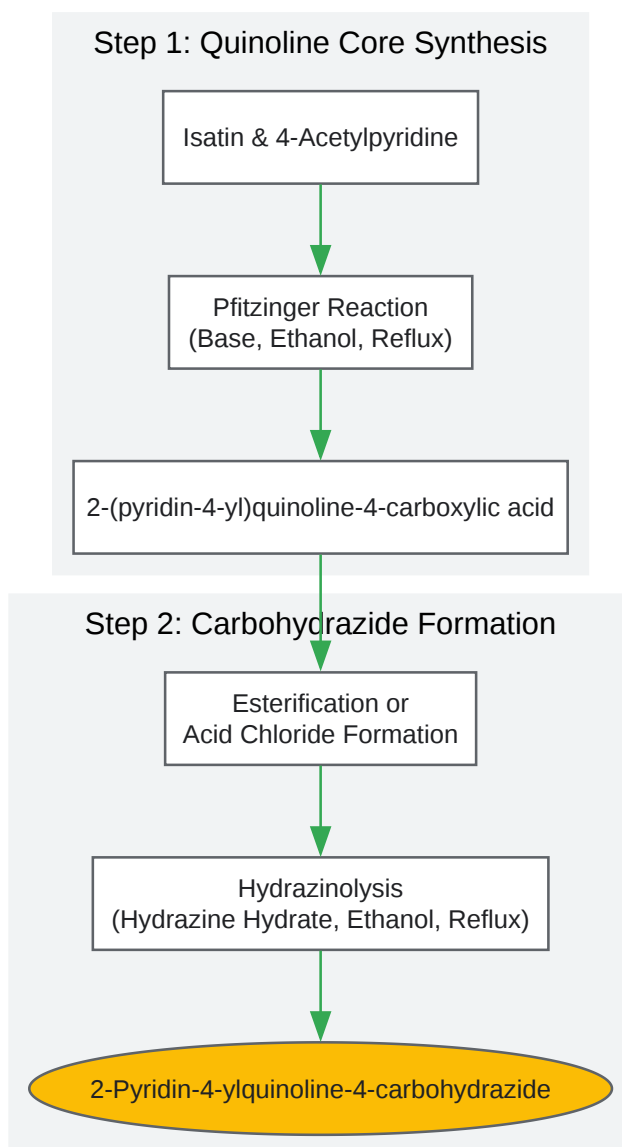 Step 1: Quinoline Core Synthesis
Isatin & 4-Acetylpyridine
Pfitzinger Reaction
(Base, Ethanol, Reflux)
2-(pyridin-4-yl)quinoline-4-carboxylic acid
Step 2: Carbohydrazide Formation
Esterification or
Acid Chloride Formation
Hydrazinolysis
(Hydrazine Hydrate, Ethanol, Reflux)
2-Pyridin-4-ylquinoline-4-carbohydrazide